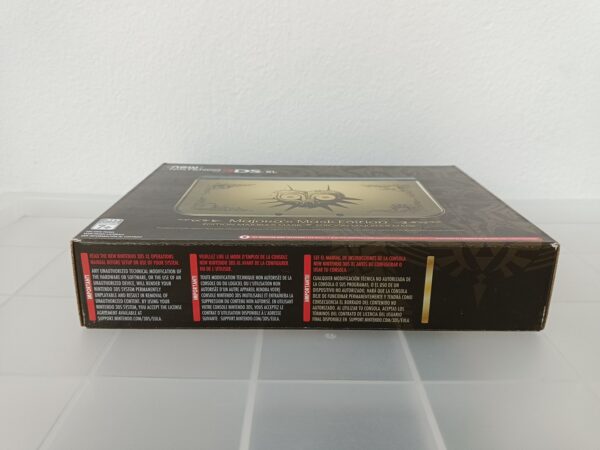 NEW
NINTENDO 3DS XL
Majora's Mask Edition
READ THE NEW NINTENDO 3DS XL OPERATIONS
MANUAL BEFORE SETUP OR USE OF YOUR SYSTEM.
IMPORTANT
ANY UNAUTHORIZED TECHNICAL MODIFICATION OF
THE HARDWARE OR SOFTWARE, OR THE USE OF AN
UNAUTHORIZED DEVICE, WILL RENDER YOUR
NINTENDO 3DS SYSTEM PERMANENTLY
UNPLAYABLE AND RESULT IN REMOVAL OF
UNAUTHORIZED CONTENT. BY USING YOUR
NINTENDO 3DS SYSTEM, YOU ACCEPT THE LICENSE
AGREEMENT AVAILABLE AT
SUPPORT.NINTENDO.COM/3DS/EULA.
VEUILLEZ LIRE LE MODE D'EMPLOI DE LA CONSOLE
NEW NINTENDO 3DS XL AVANT DE LA CONFIGURER
OU DE L'UTILISER.
IMPORTANT
TOUTE MODIFICATION TECHNIQUE NON AUTORISÉE DE
LA CONSOLE OU DU LOGICIEL, OU L'UTILISATION NON
AUTORISÉE D'UN AUTRE APPAREIL RENDRA VOTRE
CONSOLE NINTENDO 3DS INUTILISABLE ET ENTRAÎNERA LA
SUPPRESSION DU CONTENU NON AUTORISÉ. EN UTILISANT
VOTRE CONSOLE NINTENDO 3DS, VOUS ACCEPTEZ LE
CONTRAT D'UTILISATION DISPONIBLE À L'ADRESSE
SUIVANTE : SUPPORT.NINTENDO.COM/3DS/EULA.
LEE EL MANUAL DE INSTRUCCIONES DE LA CONSOLA
NEW NINTENDO 3DS XL ANTES DE CONFIGURAR O
USAR TU CONSOLA.
IMPORTANTE
CUALQUIER MODIFICACIÓN TÉCNICA NO AUTORIZADA DE
LA CONSOLA O SUS PROGRAMAS, O EL USO DE UN
DISPOSITIVO NO AUTORIZADO, HARÁ QUE LA CONSOLA
DEJE DE FUNCIONAR PERMANENTEMENTE Y TENDRÁ COMO
CONSECUENCIA EL BORRADO DEL CONTENIDO NO
AUTORIZADO. AL UTILIZAR TU CONSOLA, ACEPTAS LOS
TÉRMINOS DEL CONTRATO DE LICENCIA DEL USUARIO
FINAL DISPONIBLE EN SUPPORT.NINTENDO.COM/3DS/EULA.